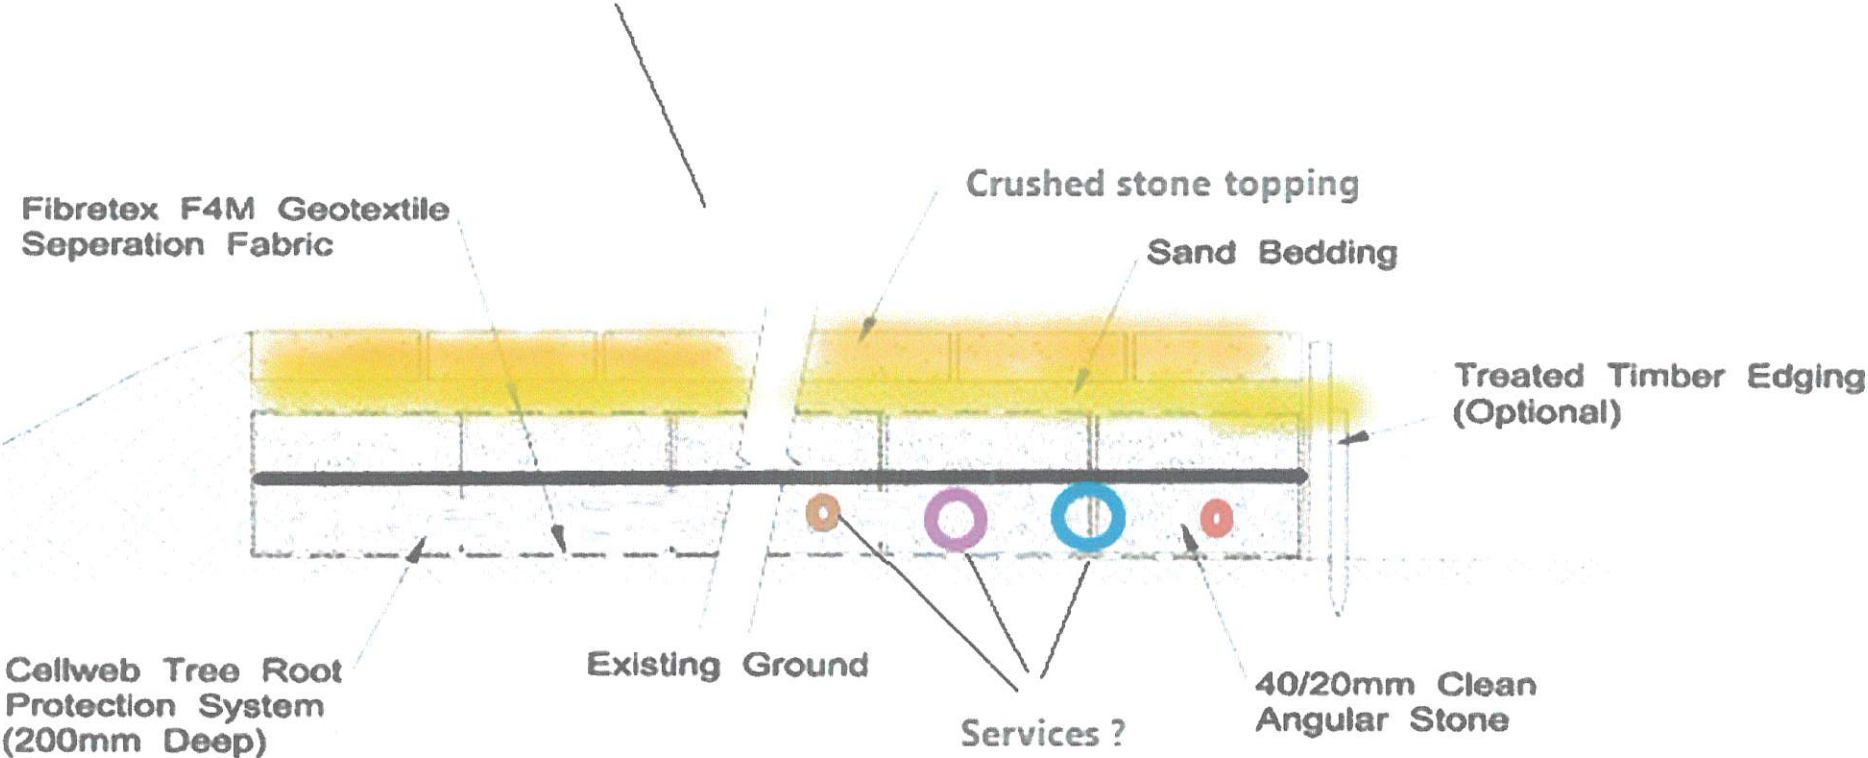 Fibretex F4M Geotextile
Seperation Fabric
Crushed stone topping
Sand Bedding
Treated Timber Edging
(Optional)
Cellweb Tree Root
Protection System
(200mm Deep)
Existing Ground
Services ?
40/20mm Clean
Angular Stone